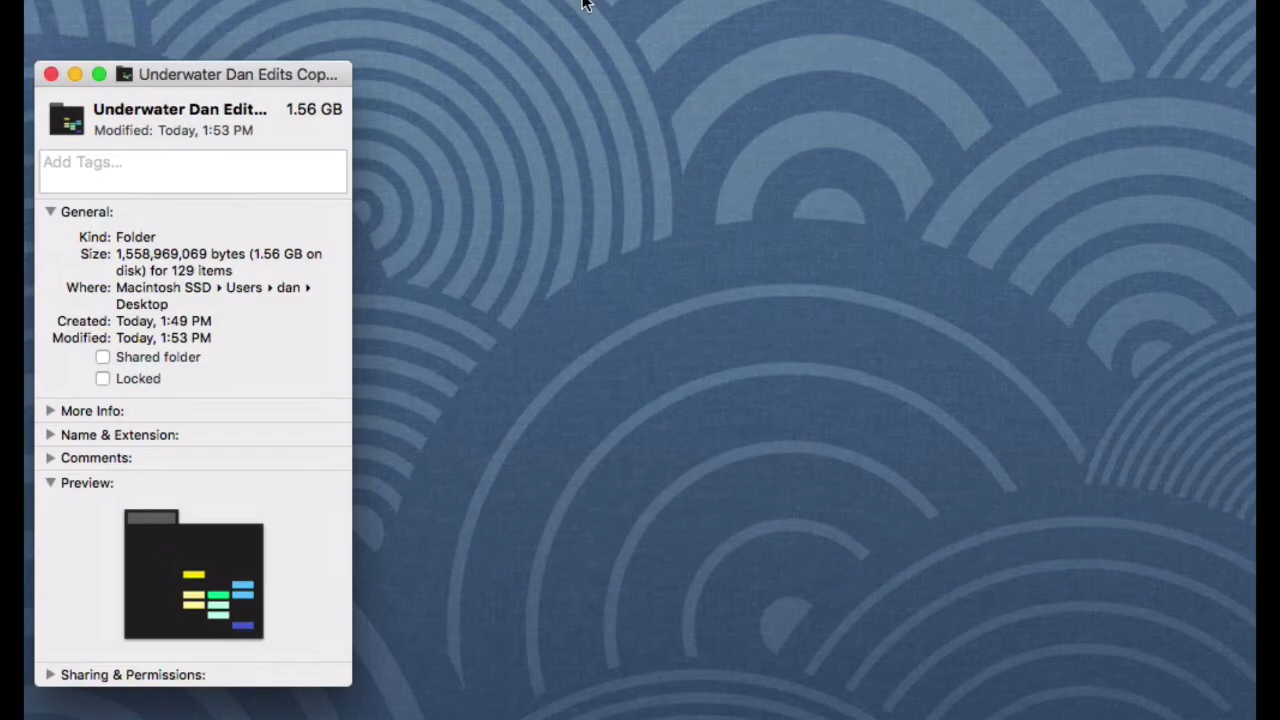 Underwater Dan Edits Cop...
Underwater Dan Edit... 1.56 GB
Modified: Today, 1:53 PM
Add Tags...
General:
Kind: Folder
Size: 1,558,969,069 bytes (1.56 GB on
disk) for 129 items
Where: Macintosh SSD ▸ Users ▸ dan ▸
Desktop
Created: Today, 1:49 PM
Modified: Today, 1:53 PM
Shared folder
Locked
More Info:
Name & Extension:
Comments:
Preview:
Sharing & Permissions: